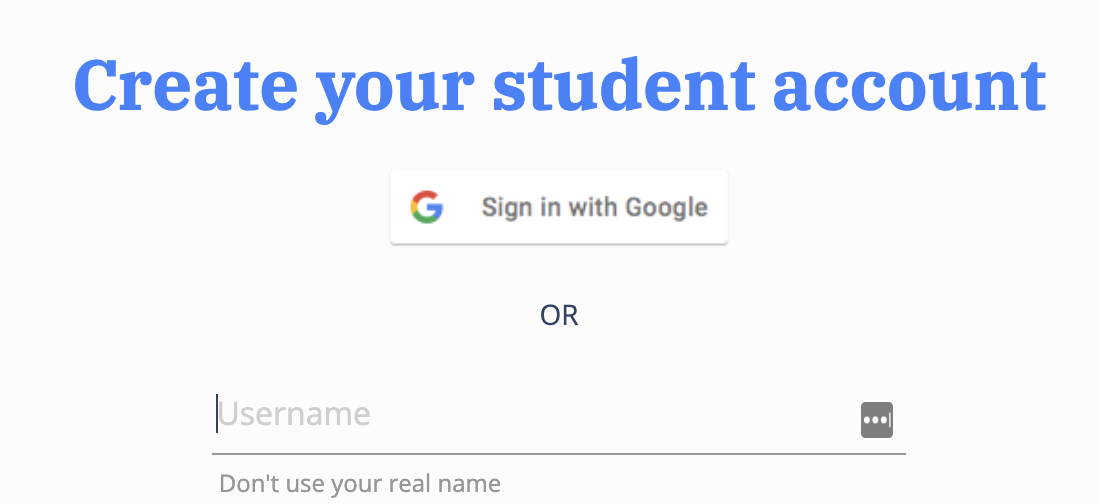 Create your student account
Sign in with Google
OR
Username
Don't use your real name